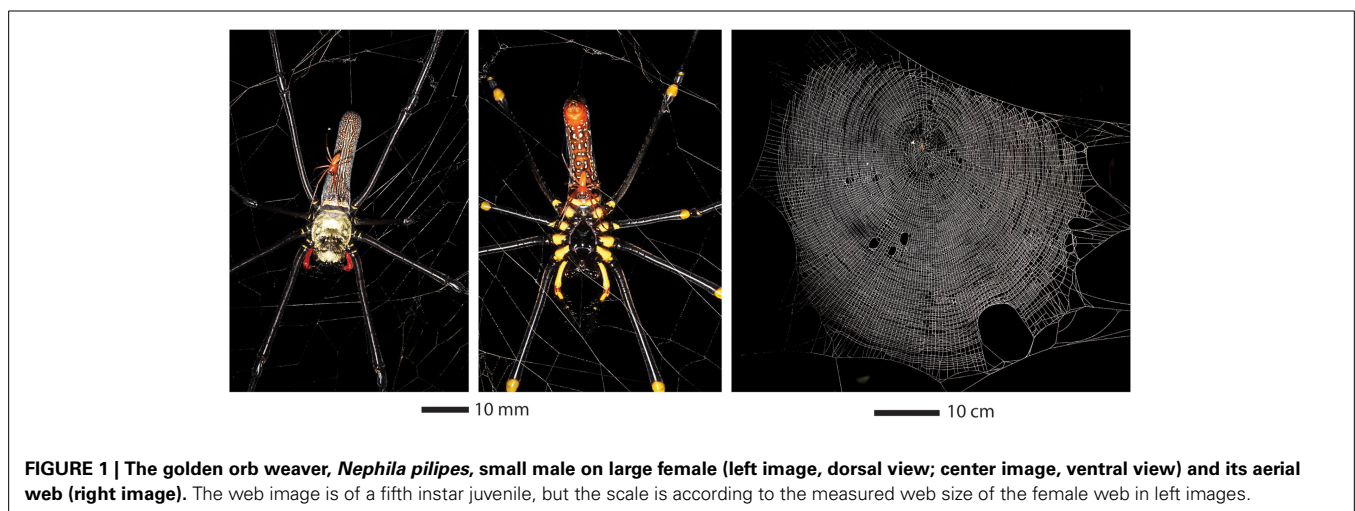 10 mm
10 cm
FIGURE 1 | The golden orb weaver, Nephila pilipes, small male on large female (left image, dorsal view; center image, ventral view) and its aerial
web (right image). The web image is of a fifth instar juvenile, but the scale is according to the measured web size of the female web in left images.